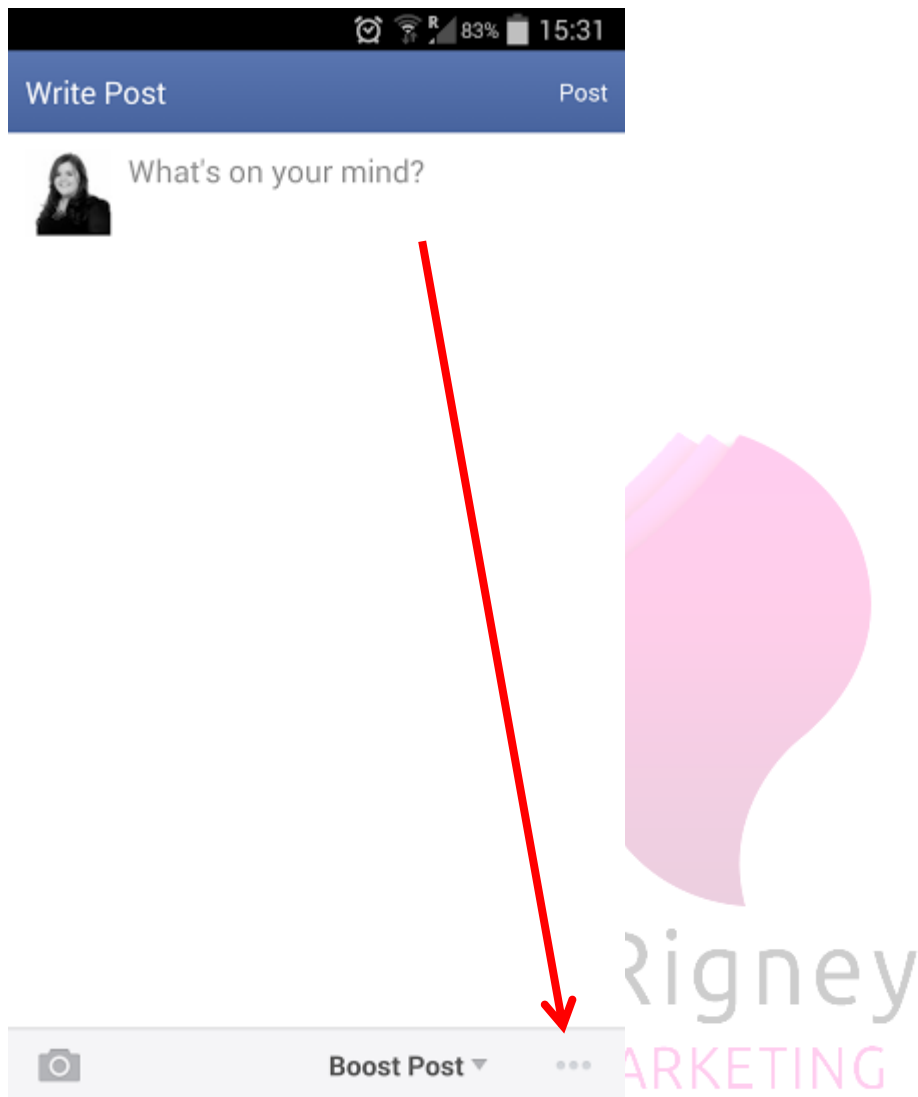 R 83% 15:31
Write Post Post
What's on your mind?
Rigney
Boost Post
ARKETING